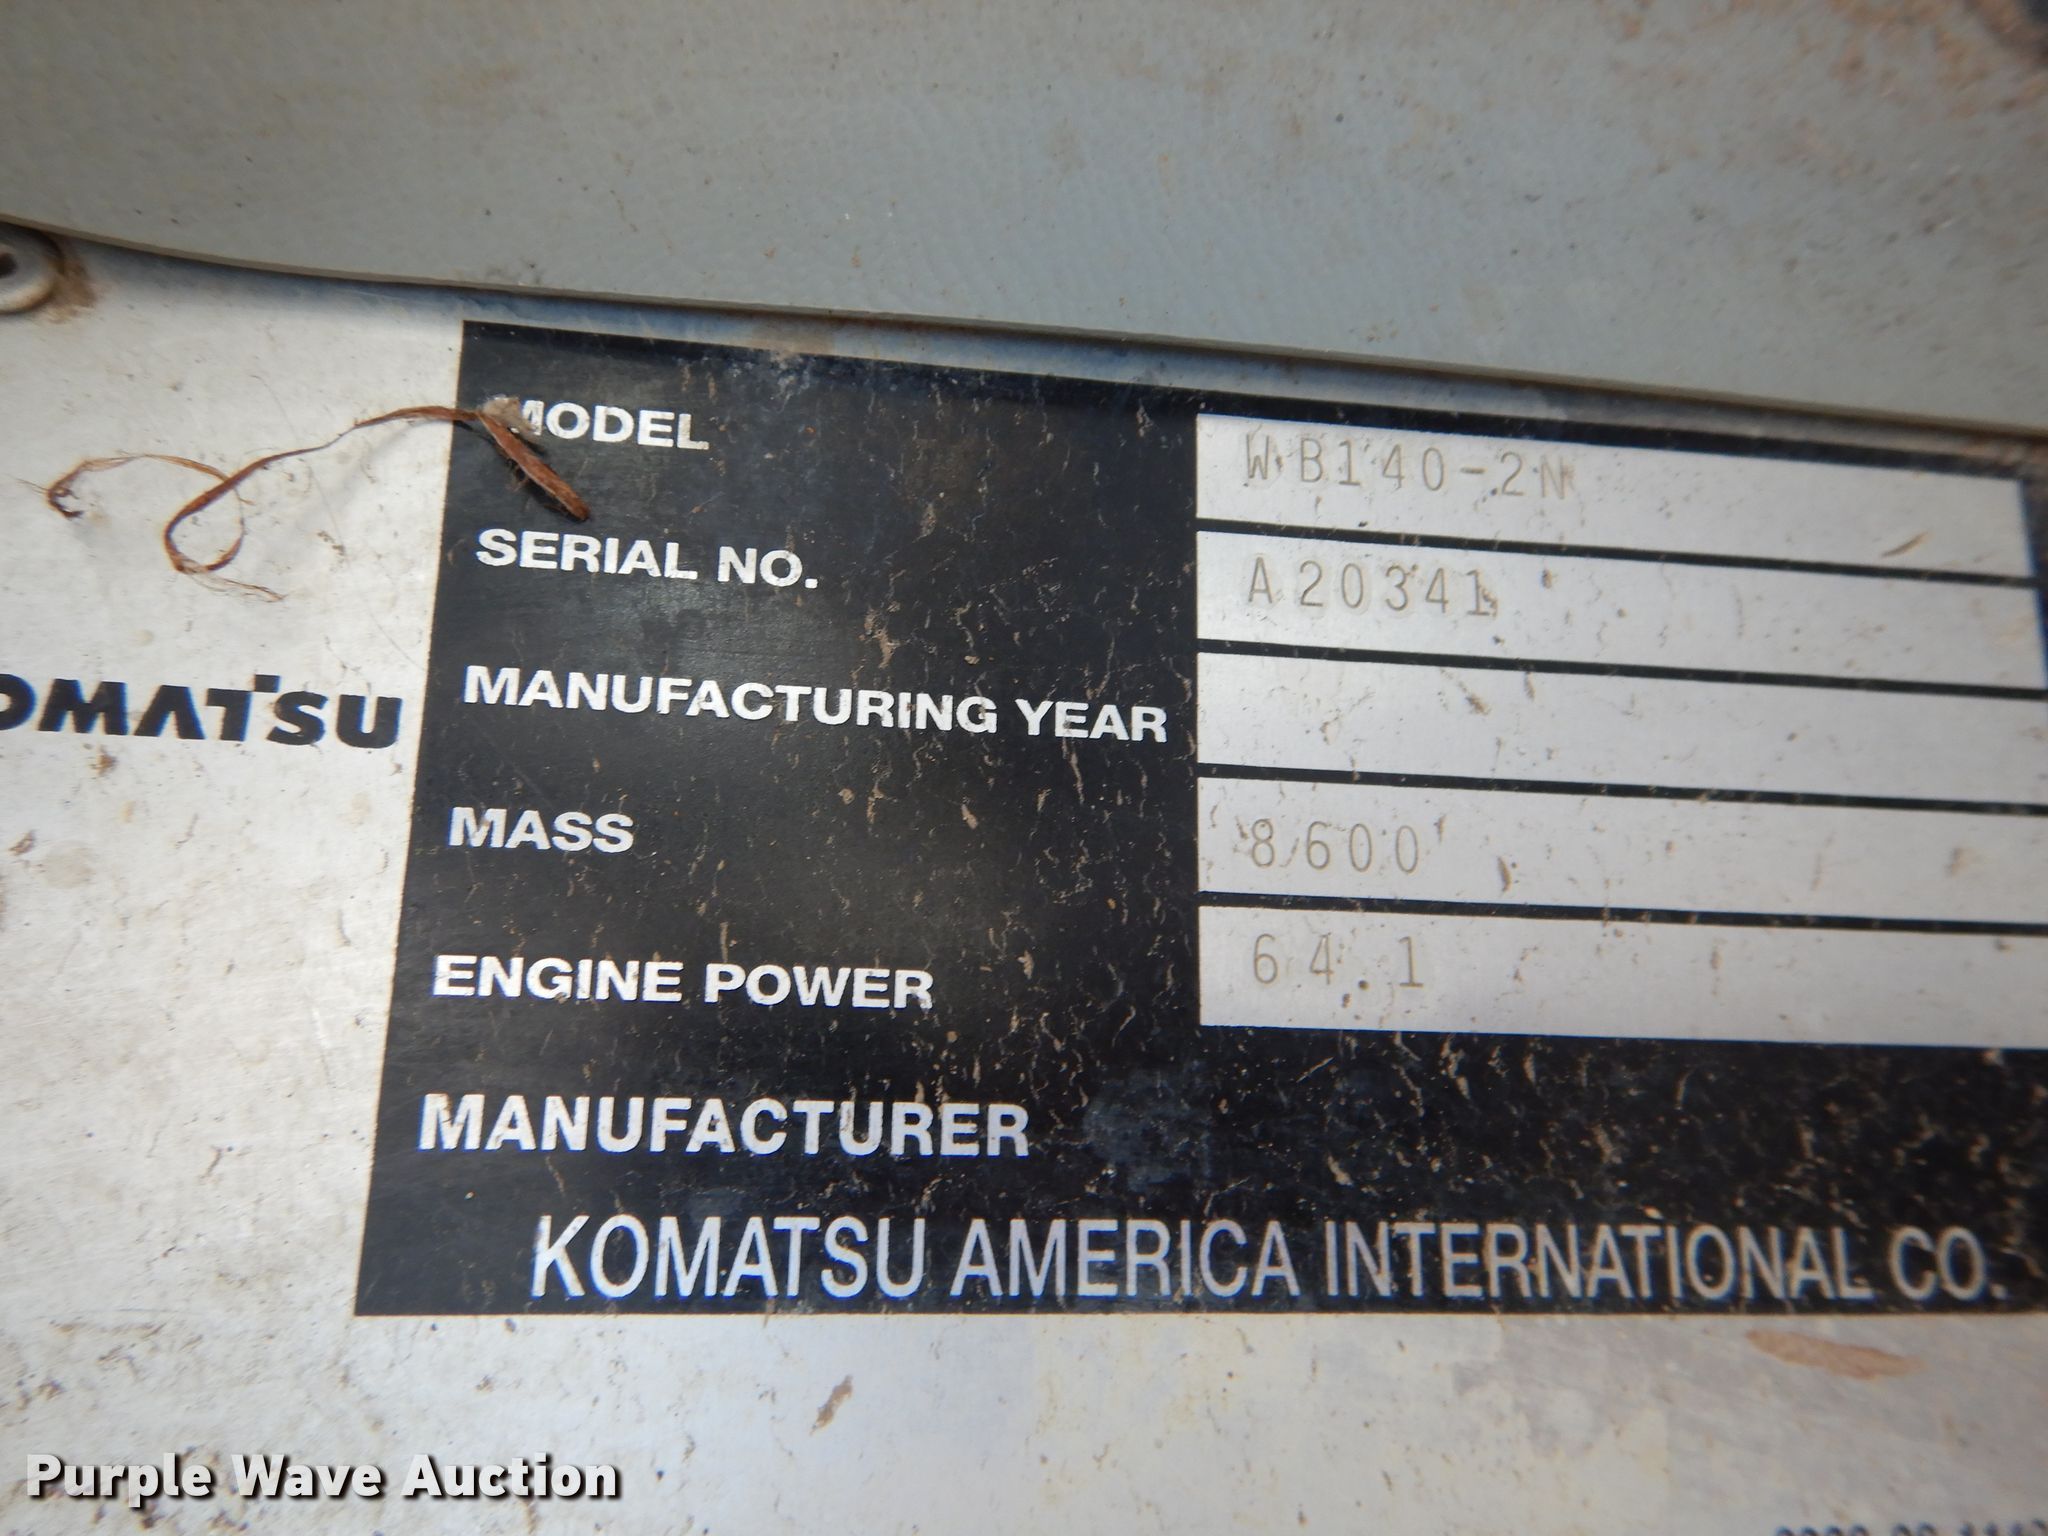 MODEL WB140-2N
SERIAL NO. A20341
MANUFACTURING YEAR
OMATSU
MASS 8600
ENGINE POWER 64.1
MANUFACTURER
KOMATSU AMERICA INTERNATIONAL CO.
Purple Wave Auction